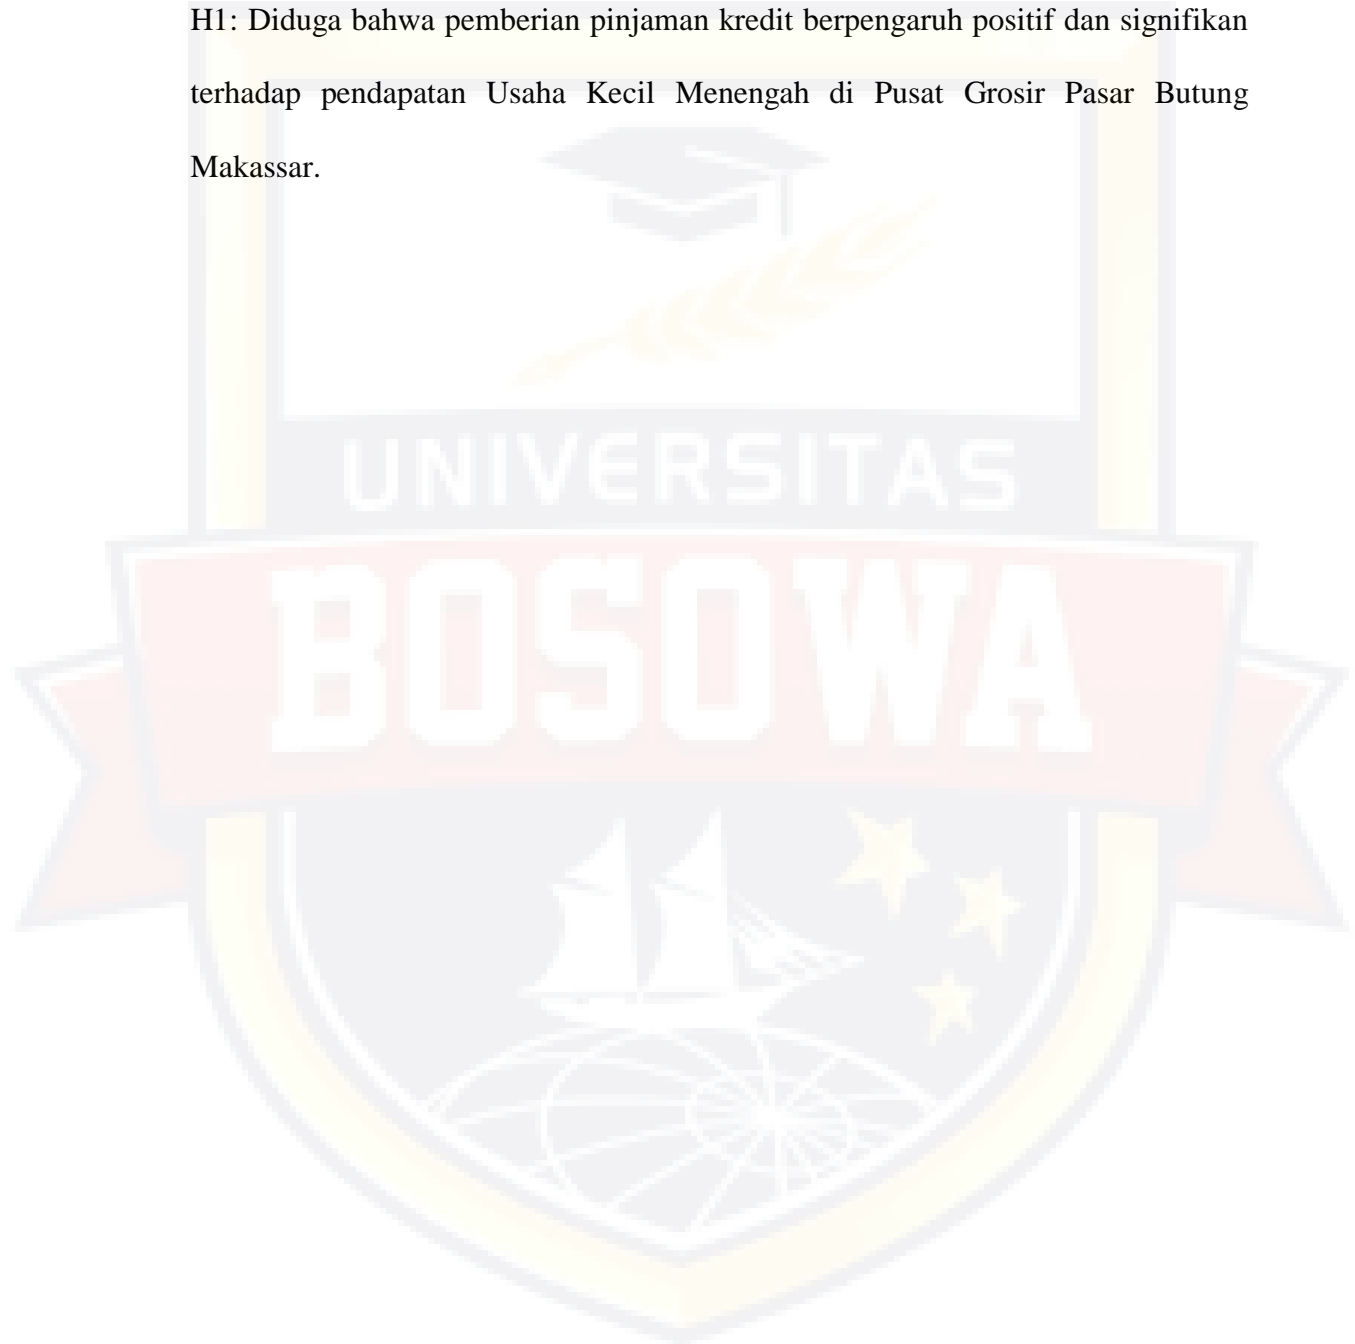 H1: Diduga bahwa pemberian pinjaman kredit berpengaruh positif dan signifikan
terhadap pendapatan Usaha Kecil Menengah di Pusat Grosir Pasar Butung
Makassar.
UNIVERSITAS
BOSOWA